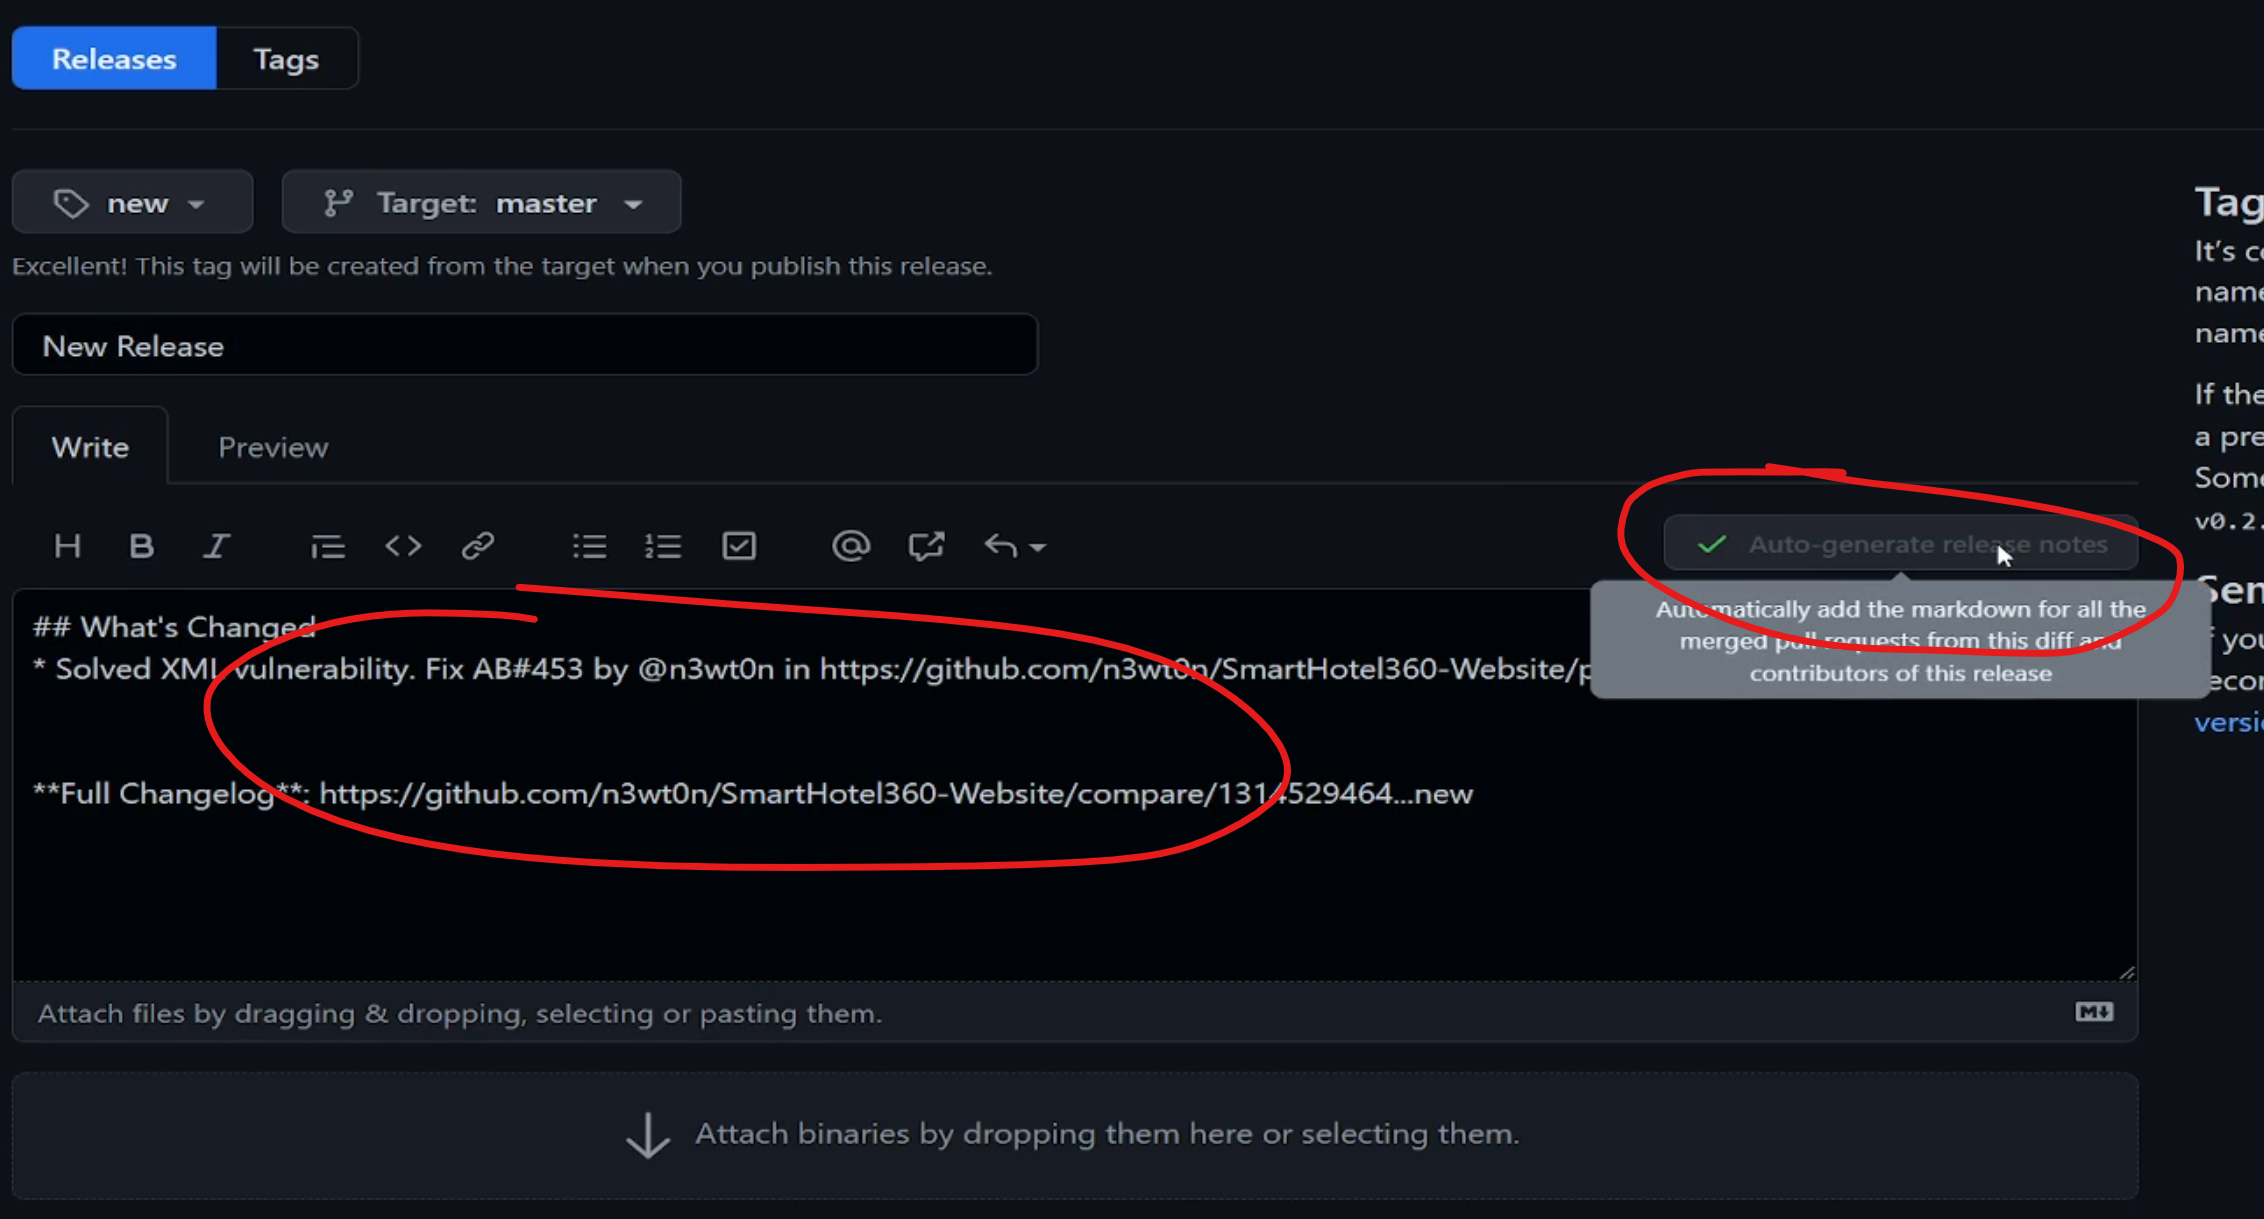 Releases Tags
new Target: master
Excellent! This tag will be created from the target when you publish this release.
New Release
Write Preview
H B I @
Auto-generate release notes
Automatically add the markdown for all the
merged pull requests from this diff and
contributors of this release
## What's Changed
* Solved XML vulnerability. Fix AB#453 by @n3wt0n in https://github.com/n3wt0n/SmartHotel360-Website/p
**Full Changelog**: https://github.com/n3wt0n/SmartHotel360-Website/compare/1314529464...new
Attach files by dragging & dropping, selecting or pasting them.
M
Attach binaries by dropping them here or selecting them.
Tag
It's
name
name
If the
a pre
Some
v0.2.
Sem
you
versi